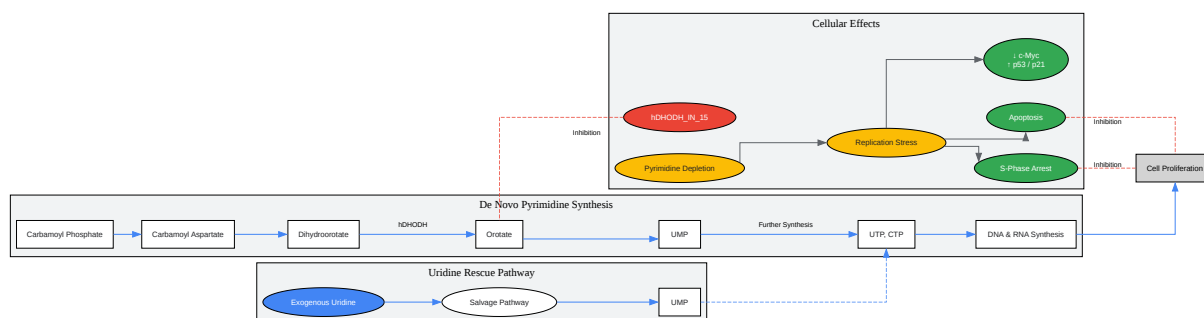 Cellular Effects
↓ c-Myc
↑ p53 / p21
hDHODH_IN_15
Apoptosis
Inhibition
Inhibition
Replication Stress
Pyrimidine Depletion
S-Phase Arrest
Inhibition
Cell Proliferation
De Novo Pyrimidine Synthesis
Carbamoyl Phosphate
Carbamoyl Aspartate
Dihydroorotate
hDHODH
Orotate
UMP
Further Synthesis
UTP, CTP
DNA & RNA Synthesis
Uridine Rescue Pathway
Exogenous Uridine
Salvage Pathway
UMP